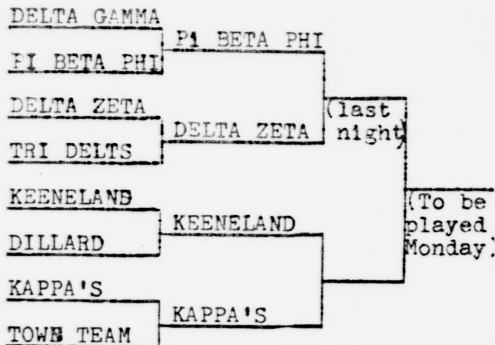 DELTA GAMMA
PI BETA PHI
PI BETA PHI
DELTA ZETA
DELTA ZETA
TRI DELTS
(last
night)
KEENELAND
KEENELAND
DILLARD
(To be
played
Monday)
KAPPA'S
KAPPA'S
TOWN TEAM